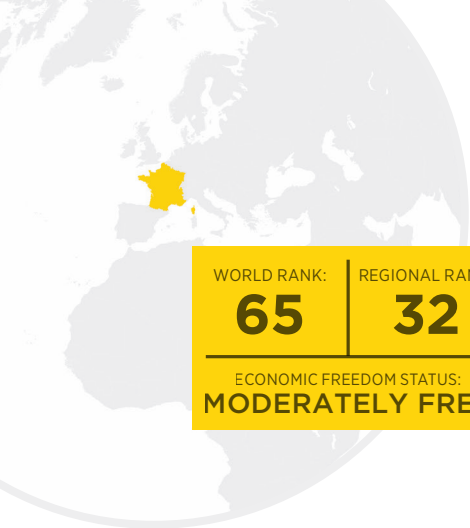 WORLD RANK:
65
REGIONAL RAN
32
ECONOMIC FREEDOM STATUS:
MODERATELY FRE